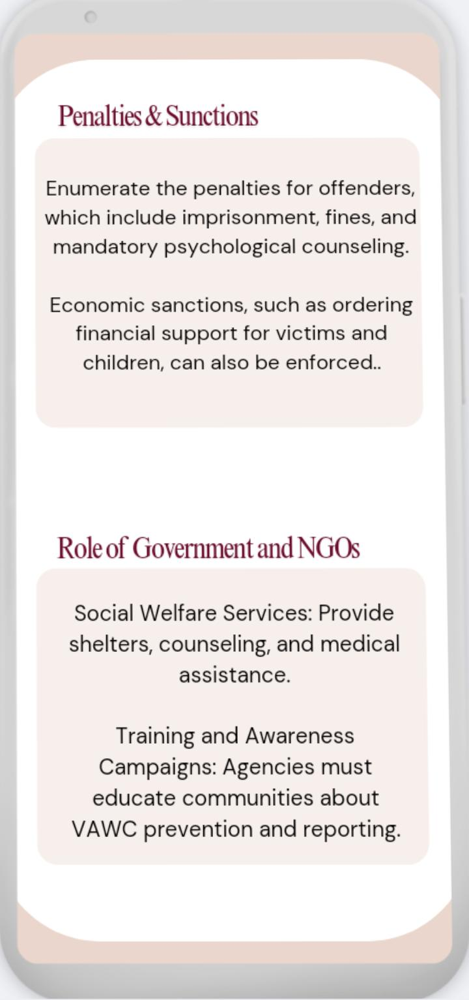 Penalties & Sunctions
Enumerate the penalties for offenders,
which include imprisonment, fines, and
mandatory psychological counseling.
Economic sanctions, such as ordering
financial support for victims and
children, can also be enforced..
Role of Government and NGOs
Social Welfare Services: Provide
shelters, counseling, and medical
assistance.
Training and Awareness
Campaigns: Agencies must
educate communities about
VAWC prevention and reporting.